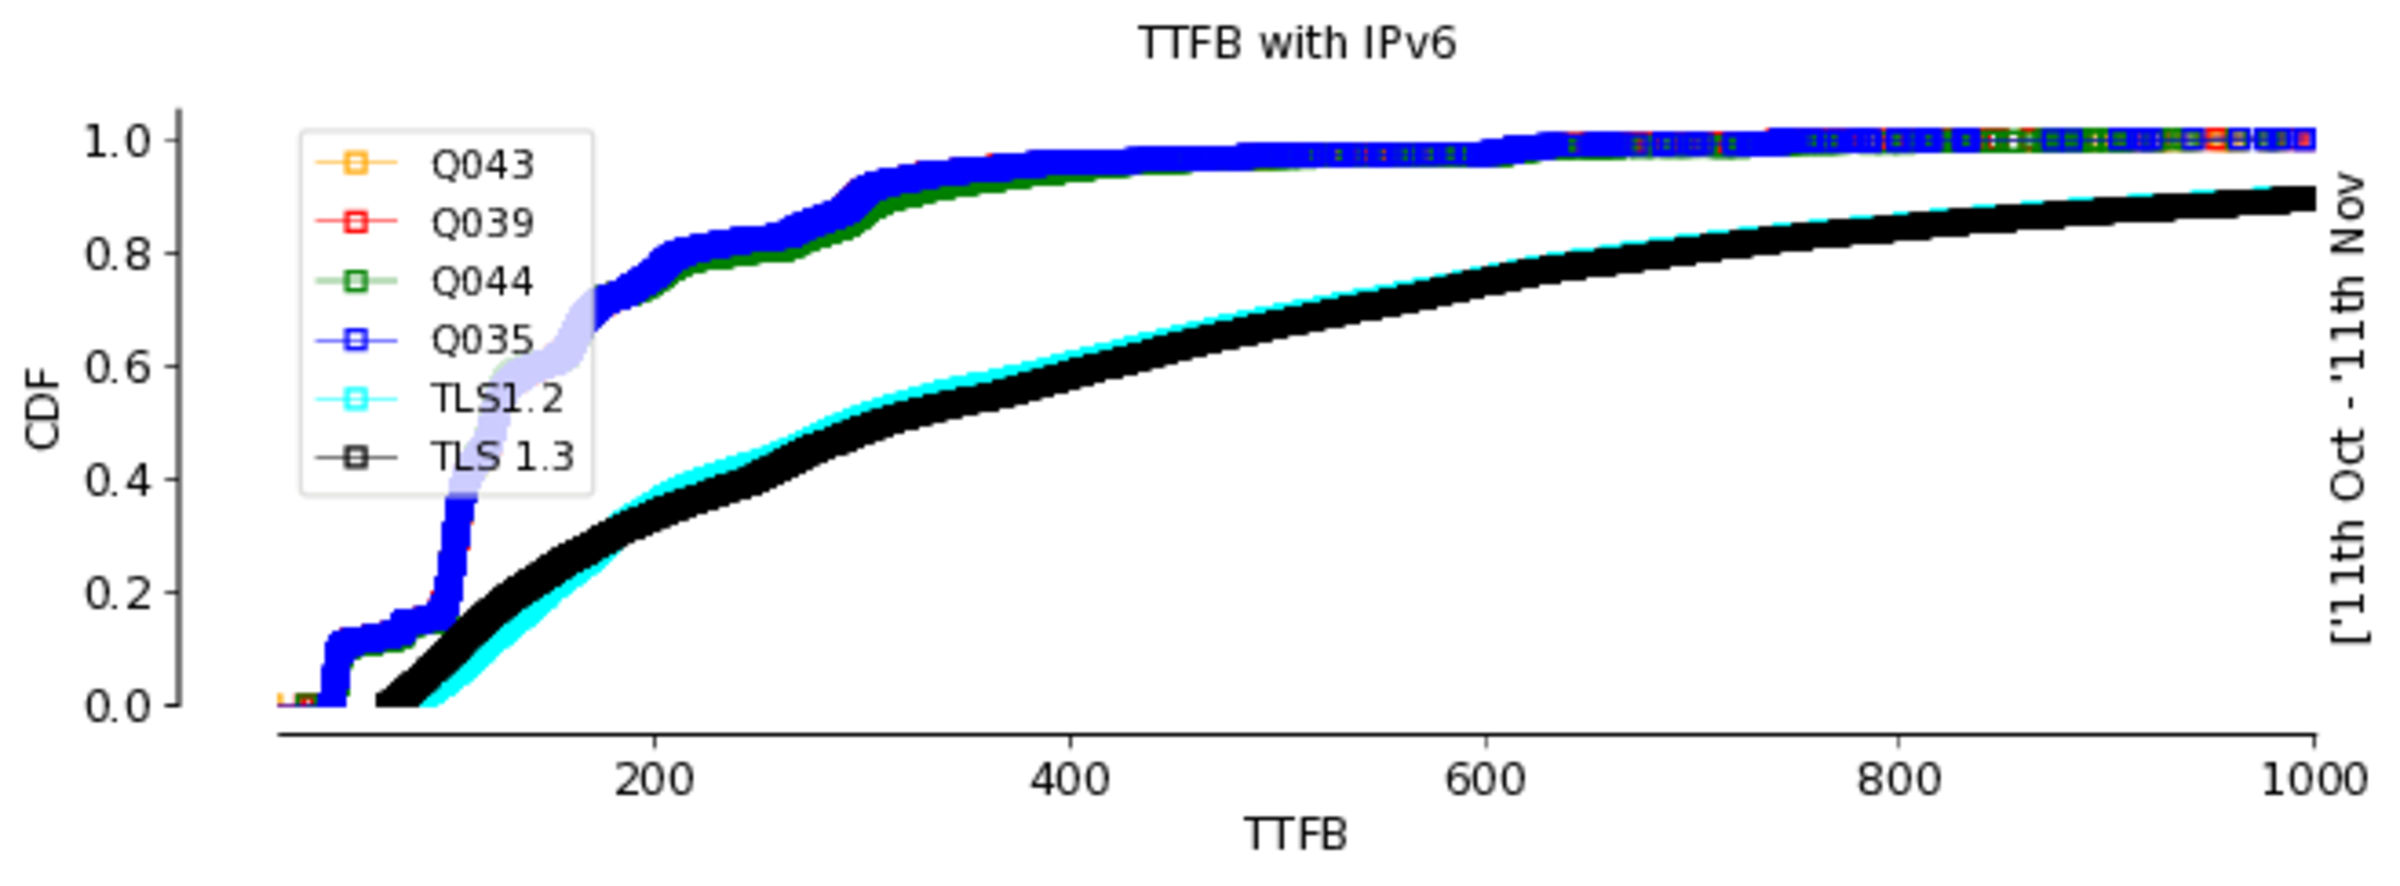 TTFB with IPv6
1.0
0.8
0.6
0.4
0.2
0.0
CDF
Q043
Q039
Q044
Q035
TLS1.2
TLS 1.3
200
400
600
800
1000
TTFB
['11th Oct - '11th Nov